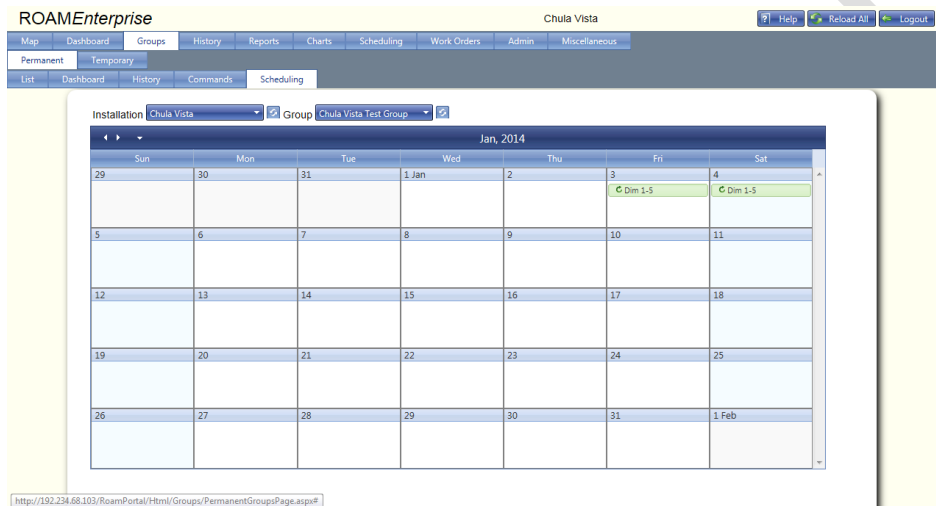 ROAMEnterprise
Chula Vista
Help Reload All Logout
Map Dashboard Groups History Reports Charts Scheduling Work Orders Admin Miscellaneous
Permanent Temporary
List Dashboard History Commands Scheduling
Installation Chula Vista Group Chula Vista Test Group
Jan, 2014
Sun Mon Tue Wed Thu Fri Sat
29 30 31 1 Jan 2 3 4
Dim 1-5 Dim 1-5
5 6 7 8 9 10 11
12 13 14 15 16 17 18
19 20 21 22 23 24 25
26 27 28 29 30 31 1 Feb
http://192.234.68.103/RoamPortal/Html/Groups/PermanentGroupsPage.aspx#